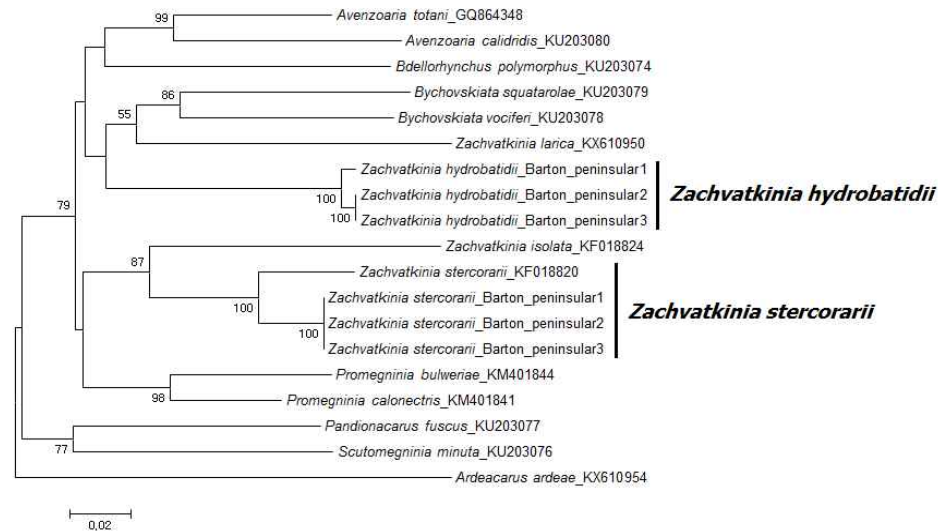 99
Avenzoaria totani_GQ864348
Avenzoaria calidridis_KU203080
Bdellorhynchus polymorphus_KU203074
86
Bychovskiata squatarolae_KU203079
55
Bychovskiata vociferi_KU203078
Zachvatkinia larica_KX610950
Zachvatkinia hydrobatidii_Barton_peninsular1
100
Zachvatkinia hydrobatidii_Barton_peninsular2
Zachvatkinia hydrobatidii
79
100
Zachvatkinia hydrobatidii_Barton_peninsular3
Zachvatkinia isolata_KF018824
87
Zachvatkinia stercorarii_KF018820
Zachvatkinia stercorarii_Barton_peninsular1
Zachvatkinia stercorarii
100
Zachvatkinia stercorarii_Barton_peninsular2
100
Zachvatkinia stercorarii_Barton_peninsular3
Promegninia bulweriae_KM401844
98
Promegninia calonectris_KM401841
Pandionacarus fuscus_KU203077
77
Scutomegninia minuta_KU203076
Ardeacarus ardeae_KX610954
0,02